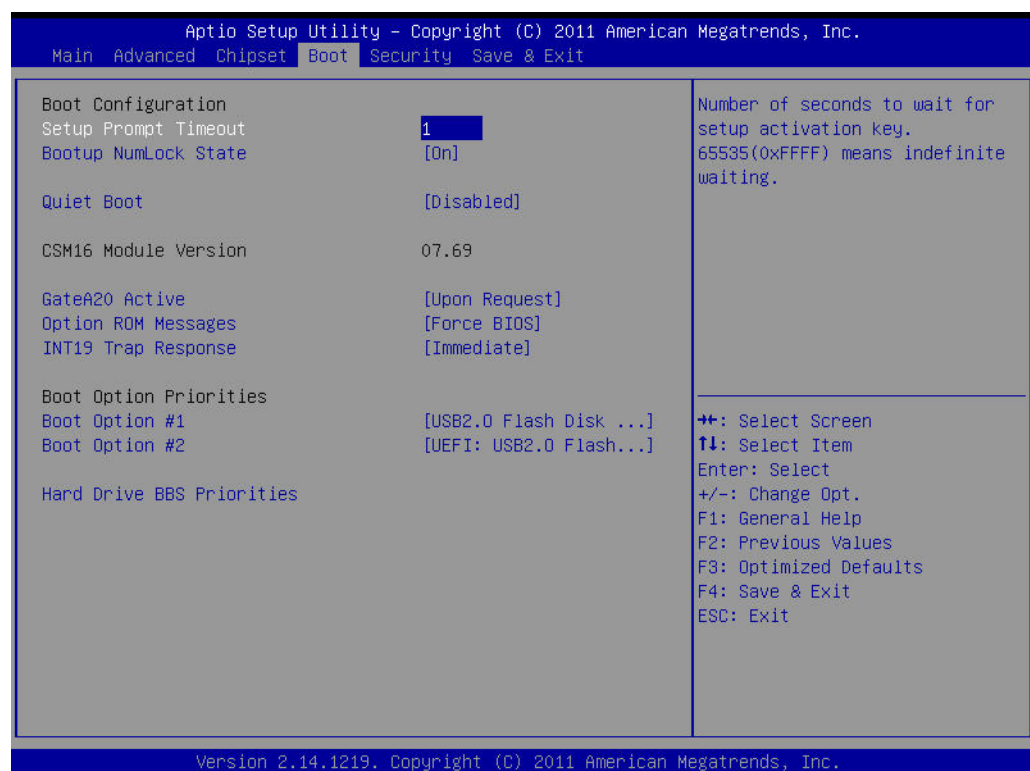 Aptio Setup Utility – Copyright (C) 2011 American Megatrends, Inc.
Main Advanced Chipset Boot Security Save & Exit
Boot Configuration
Setup Prompt Timeout 1
Bootup NumLock State [On]
Quiet Boot [Disabled]
CSM16 Module Version 07.69
GateA20 Active [Upon Request]
Option ROM Messages [Force BIOS]
INT19 Trap Response [Immediate]
Boot Option Priorities
Boot Option #1 [USB2.0 Flash Disk ...]
Boot Option #2 [UEFI: USB2.0 Flash...]
Hard Drive BBS Priorities
Number of seconds to wait for
setup activation key.
65535(0xFFFF) means indefinite
waiting.
→←: Select Screen
↑↓: Select Item
Enter: Select
+/-: Change Opt.
F1: General Help
F2: Previous Values
F3: Optimized Defaults
F4: Save & Exit
ESC: Exit
Version 2.14.1219. Copyright (C) 2011 American Megatrends, Inc.